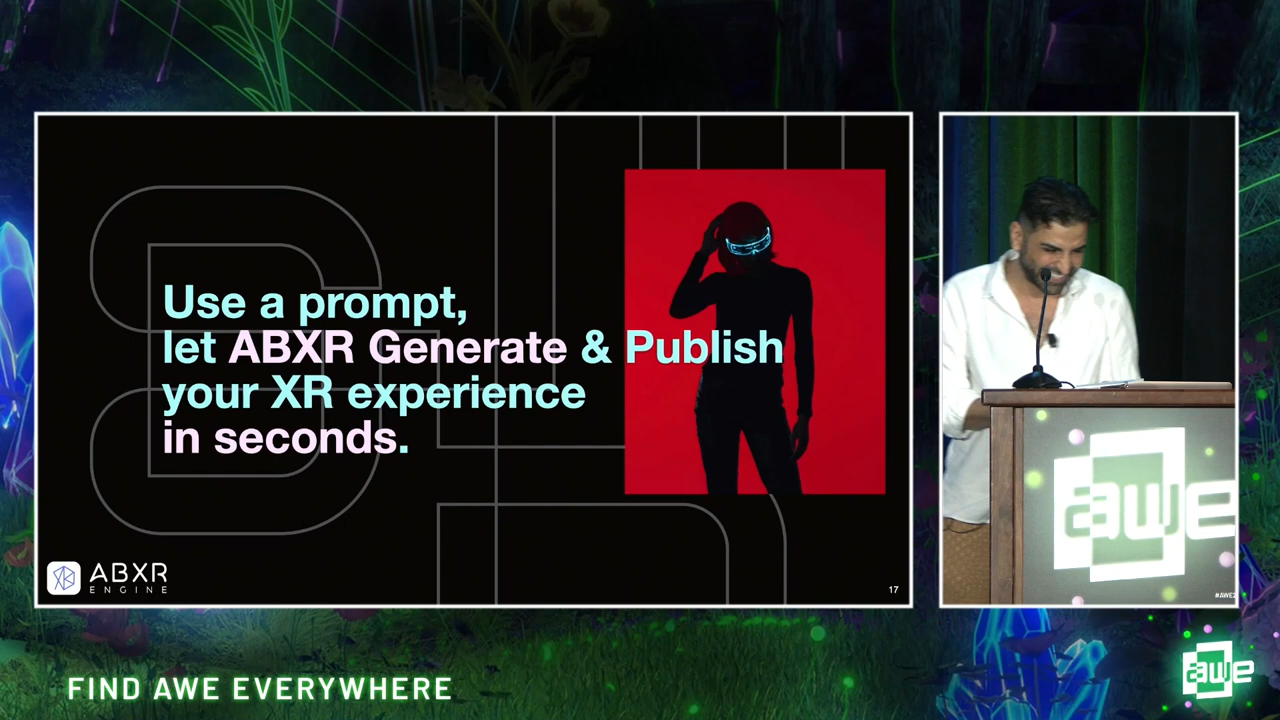 Use a prompt,
let ABXR Generate & Publish
your XR experience
in seconds.
ABXR
ENGINE
17
awe
FIND AWE EVERYWHERE
awe